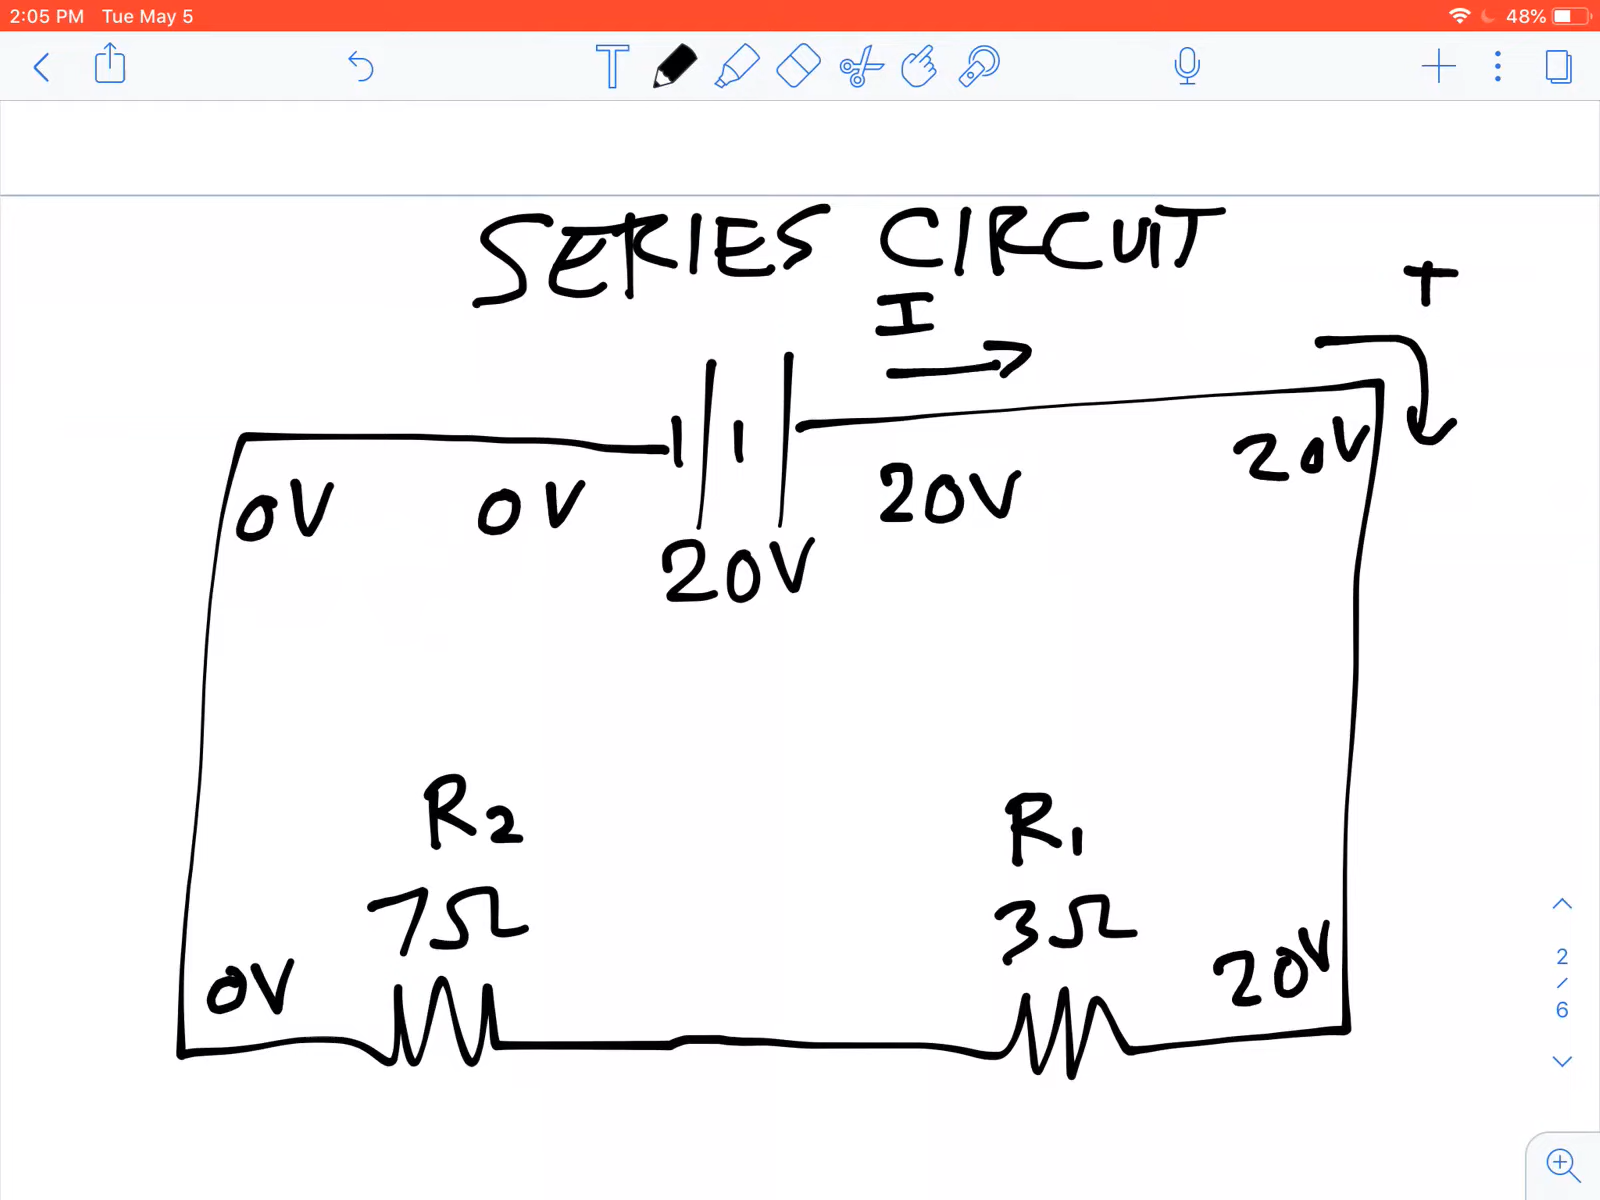 2:05 PM Tue May 5
48%
T
SERIES CIRCUIT
I
+
0V 0V 20V 20V
20V
R2 R1
7Ω 3Ω
0V 20V
2
/
6